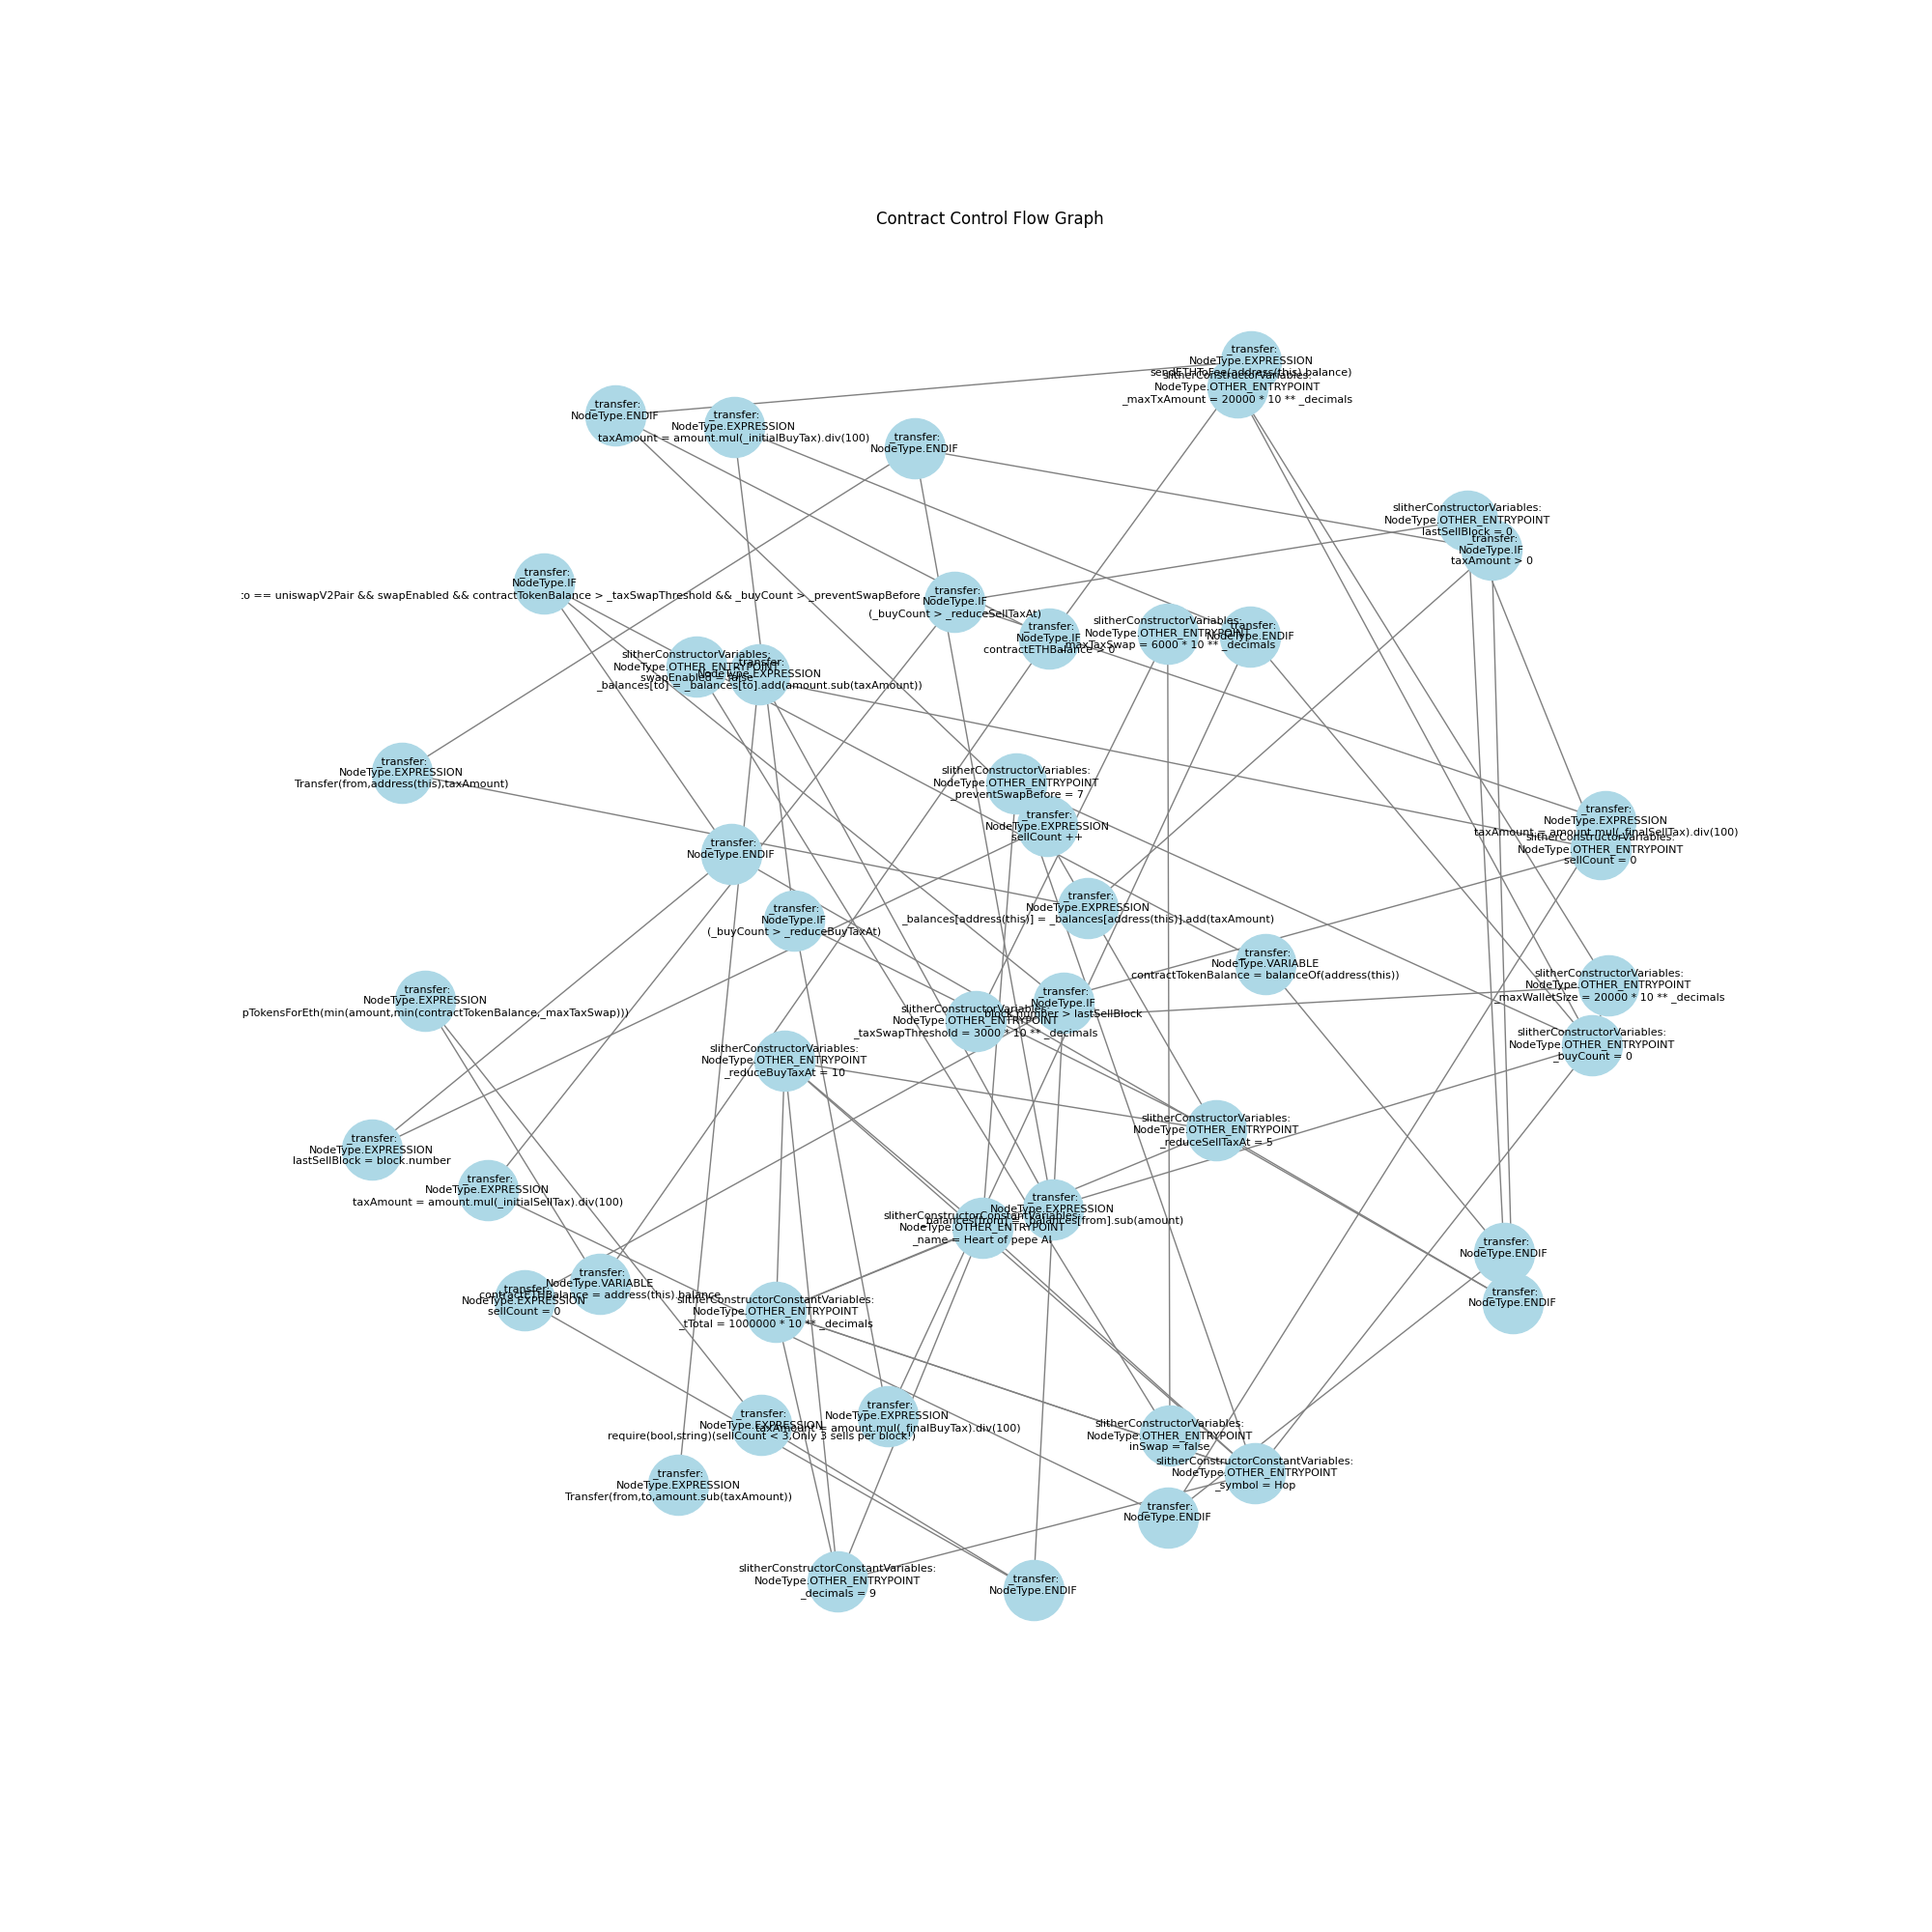 Contract Control Flow Graph
_transfer:
NodeType.EXPRESSION
sendETHToFee(address(this).balance)
slitherConstructorVariables:
NodeType.OTHER_ENTRYPOINT
_maxTxAmount = 20000 * 10 ** _decimals
_transfer:
NodeType.ENDIF
_transfer:
NodeType.EXPRESSION
taxAmount = amount.mul(_initialBuyTax).div(100)
_transfer:
NodeType.ENDIF
slitherConstructorVariables:
NodeType.OTHER_ENTRYPOINT
lastSellBlock = 0
_transfer:
NodeType.IF
taxAmount > 0
_transfer:
NodeType.IF
:o == uniswapV2Pair && swapEnabled && contractTokenBalance > _taxSwapThreshold && _buyCount > _preventSwapBefore
_transfer:
NodeType.IF
(_buyCount > _reduceSellTaxAt)
_transfer:
NodeType.IF
contractETHBalance > 0
slitherConstructorVariables:
NodeType.OTHER_ENTRYPOINT
_maxTaxSwap = 6000 * 10 ** _decimals
_transfer:
NodeType.ENDIF
slitherConstructorVariables:
NodeType.OTHER_ENTRYPOINT
swapEnabled = false
_transfer:
NodeType.EXPRESSION
_balances[to] = _balances[to].add(amount.sub(taxAmount))
_transfer:
NodeType.EXPRESSION
Transfer(from,address(this),taxAmount)
slitherConstructorVariables:
NodeType.OTHER_ENTRYPOINT
_preventSwapBefore = 7
_transfer:
NodeType.EXPRESSION
sellCount ++
_transfer:
NodeType.EXPRESSION
taxAmount = amount.mul(_finalSellTax).div(100)
slitherConstructorVariables:
NodeType.OTHER_ENTRYPOINT
sellCount = 0
_transfer:
NodeType.ENDIF
_transfer:
NodeType.IF
(_buyCount > _reduceBuyTaxAt)
_transfer:
NodeType.EXPRESSION
_balances[address(this)] = _balances[address(this)].add(taxAmount)
_transfer:
NodeType.VARIABLE
contractTokenBalance = balanceOf(address(this))
_transfer:
NodeType.EXPRESSION
pTokensForEth(min(amount,min(contractTokenBalance,_maxTaxSwap)))
_transfer:
NodeType.IF
block.number > lastSellBlock
slitherConstructorVariables:
NodeType.OTHER_ENTRYPOINT
_taxSwapThreshold = 3000 * 10 ** _decimals
slitherConstructorVariables:
NodeType.OTHER_ENTRYPOINT
_maxWalletSize = 20000 * 10 ** _decimals
slitherConstructorVariables:
NodeType.OTHER_ENTRYPOINT
_buyCount = 0
slitherConstructorVariables:
NodeType.OTHER_ENTRYPOINT
_reduceBuyTaxAt = 10
slitherConstructorVariables:
NodeType.OTHER_ENTRYPOINT
_reduceSellTaxAt = 5
_transfer:
NodeType.EXPRESSION
lastSellBlock = block.number
_transfer:
NodeType.EXPRESSION
taxAmount = amount.mul(_initialSellTax).div(100)
_transfer:
NodeType.EXPRESSION
_balances[from] = _balances[from].sub(amount)
slitherConstructorConstantVariables:
NodeType.OTHER_ENTRYPOINT
_name = Heart of pepe AI
_transfer:
NodeType.ENDIF
_transfer:
NodeType.ENDIF
_transfer:
NodeType.VARIABLE
contractETHBalance = address(this).balance
_transfer:
NodeType.EXPRESSION
sellCount = 0
slitherConstructorConstantVariables:
NodeType.OTHER_ENTRYPOINT
_tTotal = 1000000 * 10 ** _decimals
_transfer:
NodeType.EXPRESSION
taxAmount = amount.mul(_finalBuyTax).div(100)
_transfer:
NodeType.EXPRESSION
require(bool,string)(sellCount < 3,Only 3 sells per block!)
slitherConstructorVariables:
NodeType.OTHER_ENTRYPOINT
inSwap = false
slitherConstructorConstantVariables:
NodeType.OTHER_ENTRYPOINT
_symbol = Hop
_transfer:
NodeType.EXPRESSION
Transfer(from,to,amount.sub(taxAmount))
_transfer:
NodeType.ENDIF
slitherConstructorConstantVariables:
NodeType.OTHER_ENTRYPOINT
_decimals = 9
_transfer:
NodeType.ENDIF